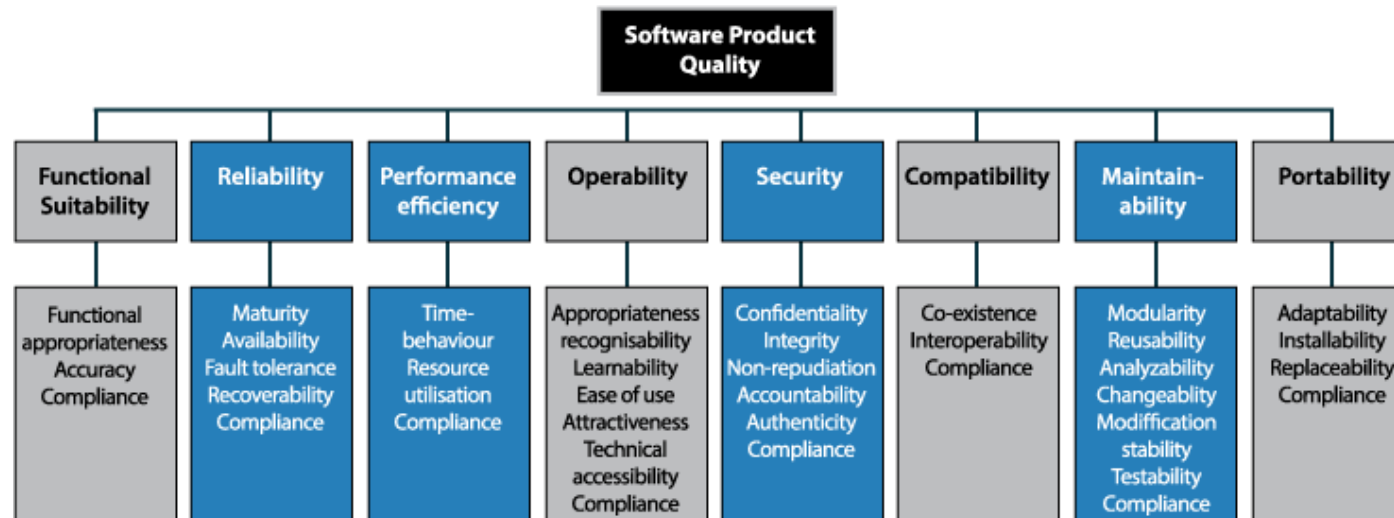 Software Product
Quality
Functional
Suitability
Reliability
Performance
efficiency
Operability
Security
Compatibility
Maintain-
ability
Portability
Functional
appropriateness
Accuracy
Compliance
Maturity
Availability
Fault tolerance
Recoverability
Compliance
Time-
behaviour
Resource
utilisation
Compliance
Appropriateness
recognisability
Learnability
Ease of use
Attractiveness
Technical
accessibility
Compliance
Confidentiality
Integrity
Non-repudiation
Accountability
Authenticity
Compliance
Co-existence
Interoperability
Compliance
Modularity
Reusability
Analyzability
Changeablity
Modiffication
stability
Testability
Compliance
Adaptability
Installability
Replaceability
Compliance